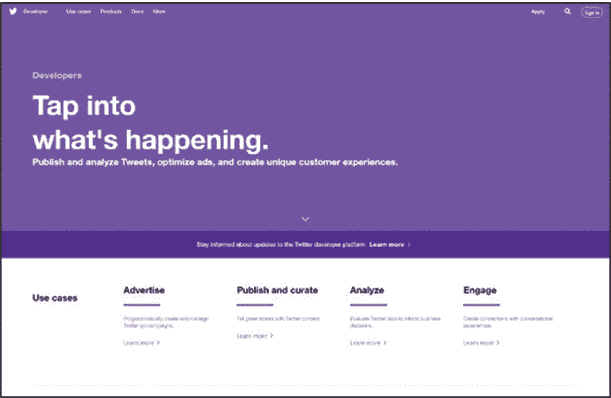 Developer Use cases Products Docs More Apply Sign In
Developers
Tap into
what's happening.
Publish and analyze Tweets, optimize ads, and create unique customer experiences.
Stay informed about updates to the Twitter developer platform Learn more
Use cases
Advertise
Programmatically create and manage
Twitter ad campaigns.
Learn more
Publish and curate
Tell great stories with Twitter content.
Learn more
Analyze
Evaluate Twitter data to inform business
decisions.
Learn more
Engage
Create connections with conversational
experiences.
Learn more